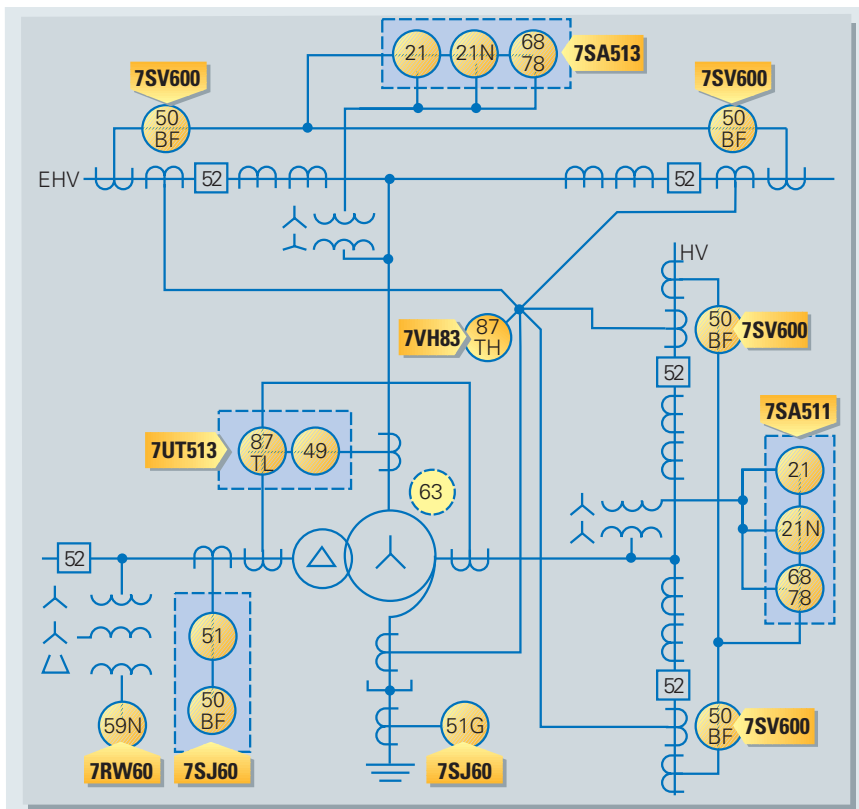 21
21N
68
78
7SA513
7SV600
7SV600
50
BF
50
BF
EHV
52
52
HV
7VH83
87
TH
50
BF
7SV600
52
7SA511
7UT513
87
TL
49
63
21
21N
68
78
52
51
50
BF
59N
7RW60
7SJ60
51G
7SJ60
52
50
BF
7SV600